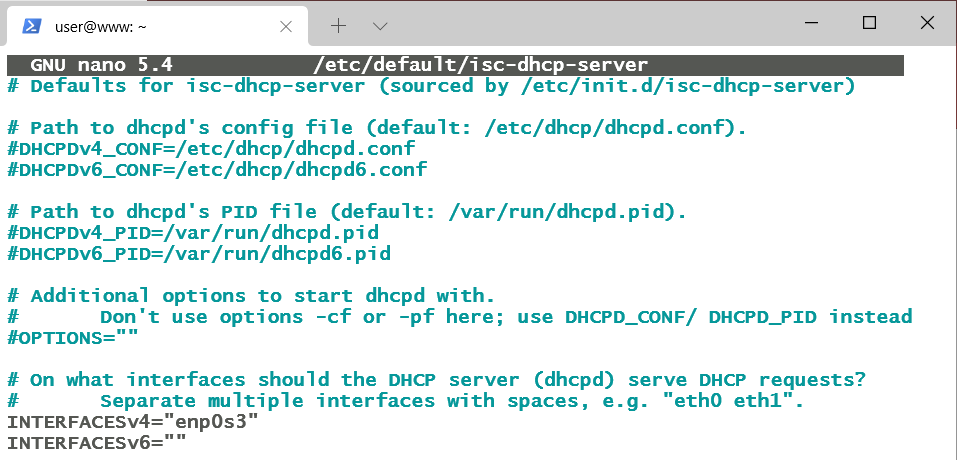 user@www: ~
GNU nano 5.4 /etc/default/isc-dhcp-server
# Defaults for isc-dhcp-server (sourced by /etc/init.d/isc-dhcp-server)
# Path to dhcpd's config file (default: /etc/dhcp/dhcpd.conf).
#DHCPDv4_CONF=/etc/dhcp/dhcpd.conf
#DHCPDv6_CONF=/etc/dhcp/dhcpd6.conf
# Path to dhcpd's PID file (default: /var/run/dhcpd.pid).
#DHCPDv4_PID=/var/run/dhcpd.pid
#DHCPDv6_PID=/var/run/dhcpd6.pid
# Additional options to start dhcpd with.
#       Don't use options -cf or -pf here; use DHCPD_CONF/ DHCPD_PID instead
#OPTIONS=""
# On what interfaces should the DHCP server (dhcpd) serve DHCP requests?
#       Separate multiple interfaces with spaces, e.g. "eth0 eth1".
INTERFACESv4="enp0s3"
INTERFACESv6=""